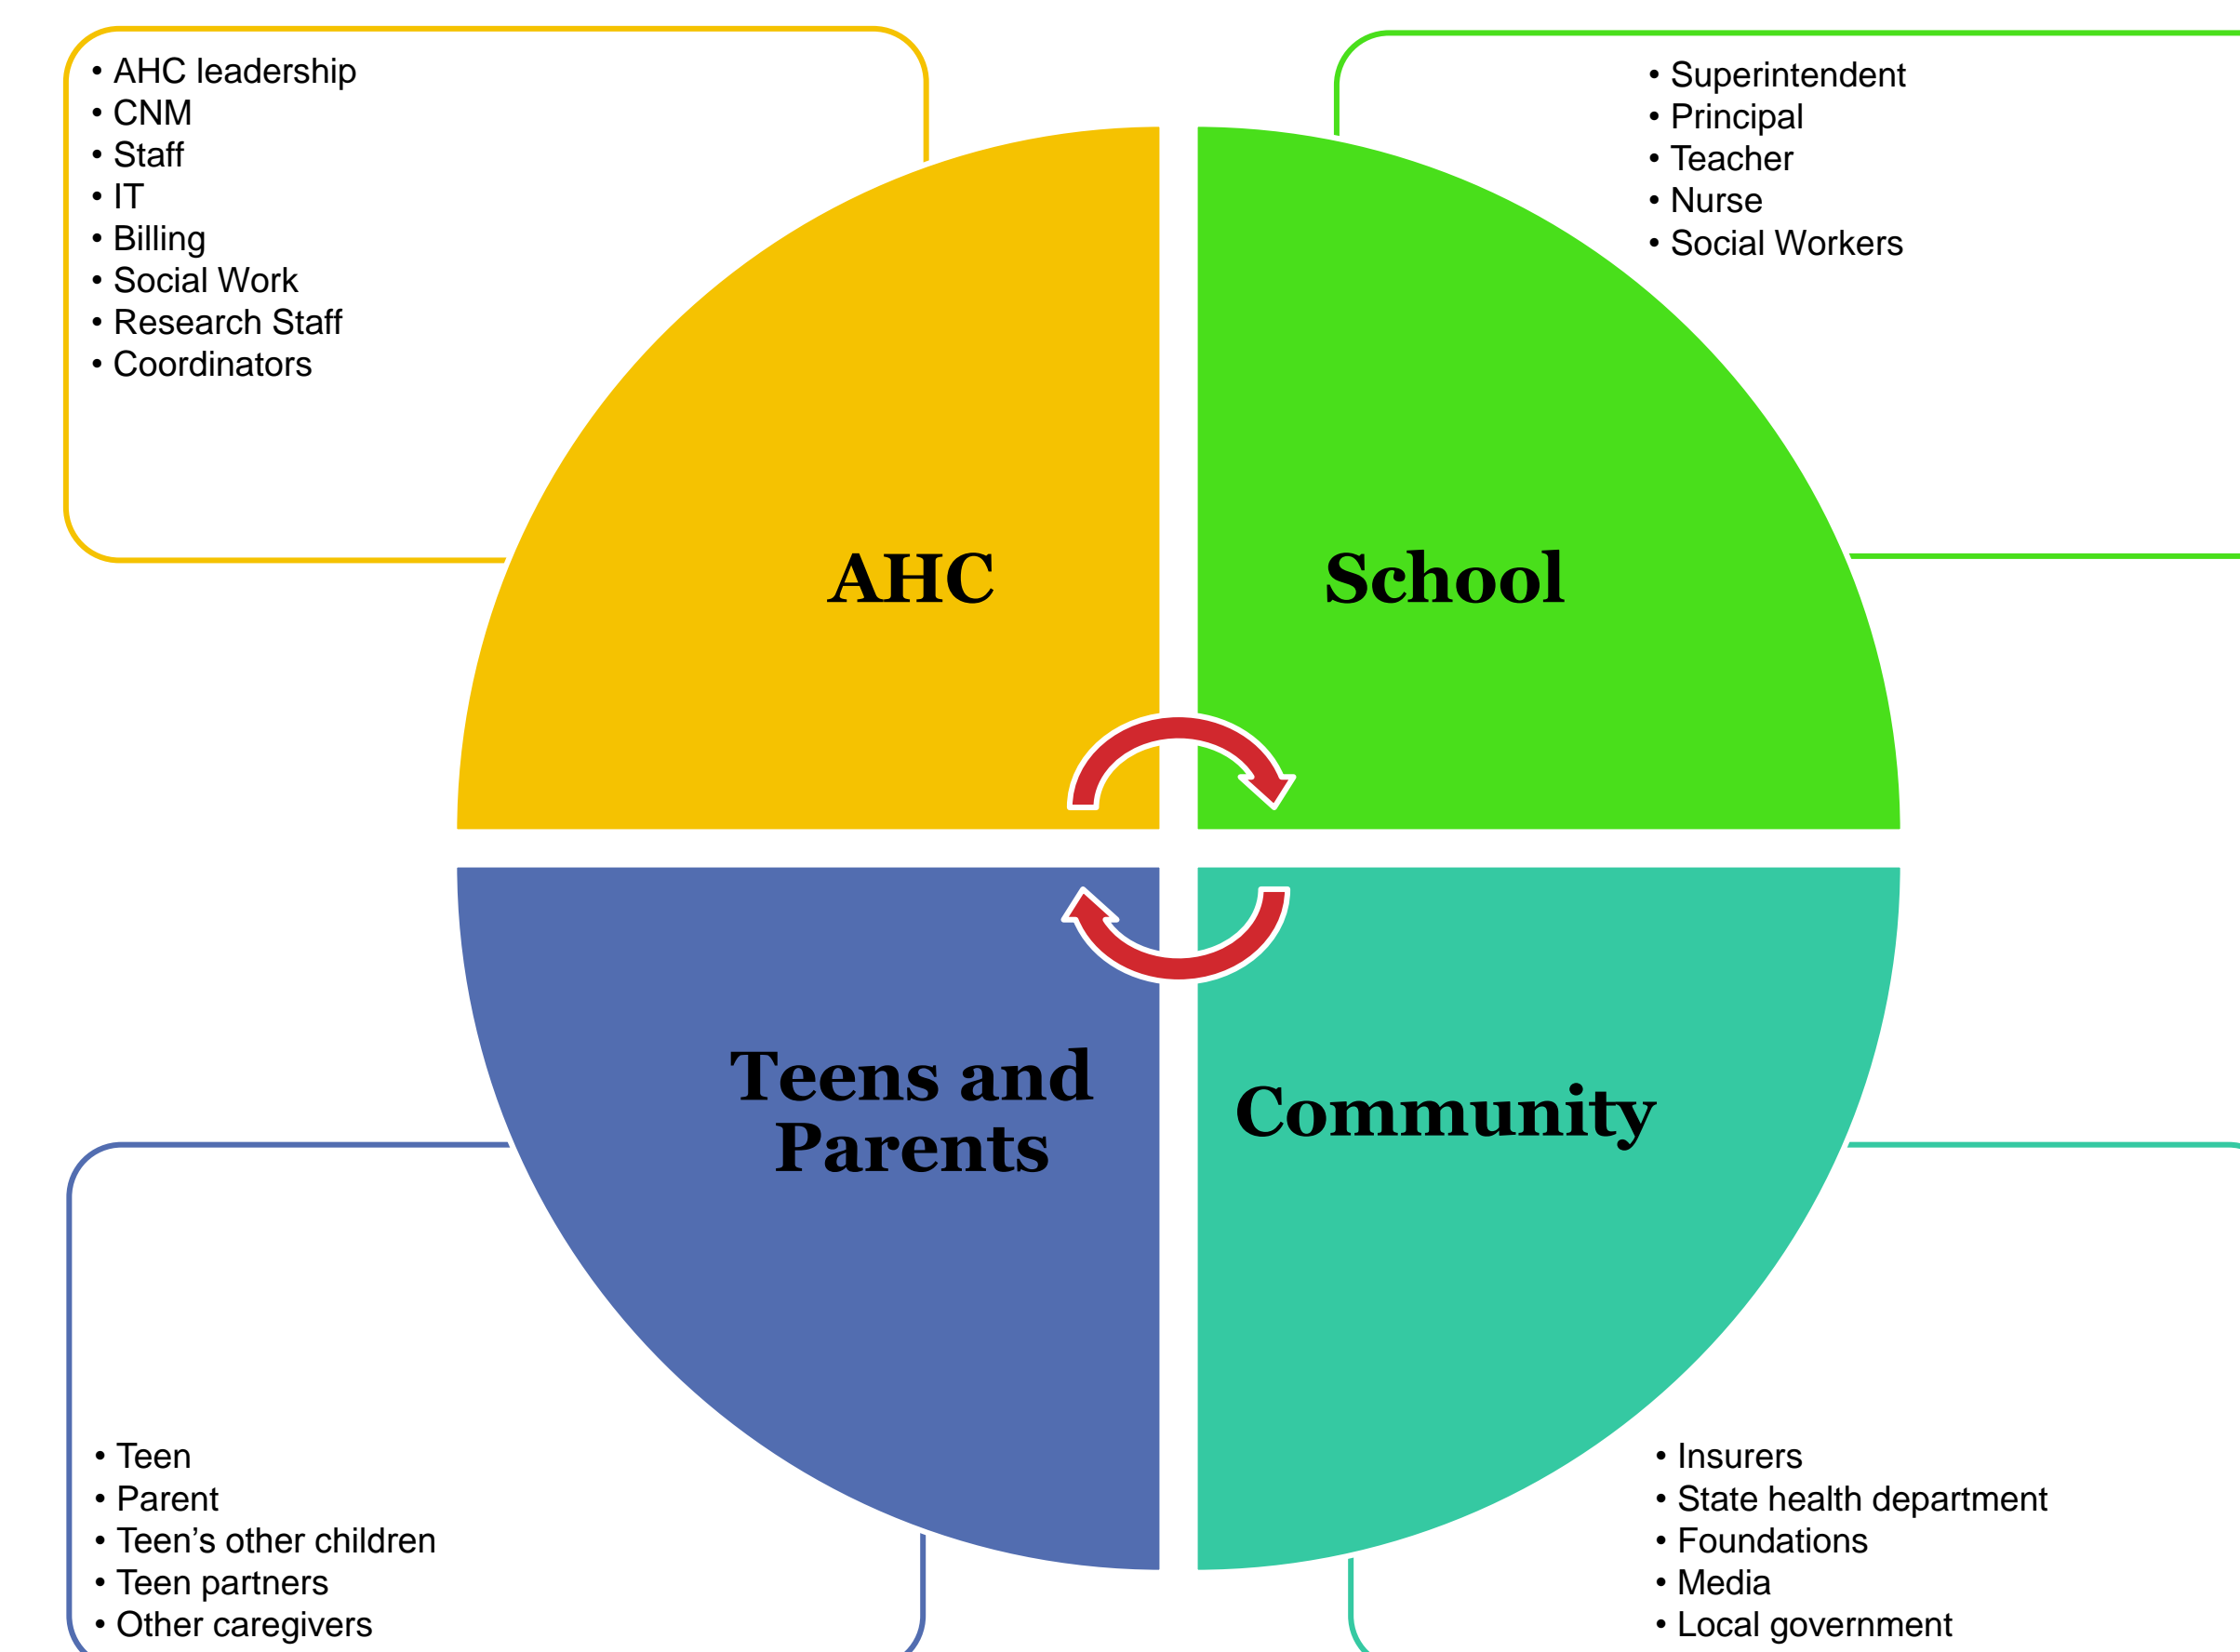 • AHC leadership
• CNM
• Staff
• IT
• Billing
• Social Work
• Research Staff
• Coordinators
• Superintendent
• Principal
• Teacher
• Nurse
• Social Workers
AHC
School
Teens and
Parents
Community
• Teen
• Parent
• Teen’s other children
• Teen partners
• Other caregivers
• Insurers
• State health department
• Foundations
• Media
• Local government